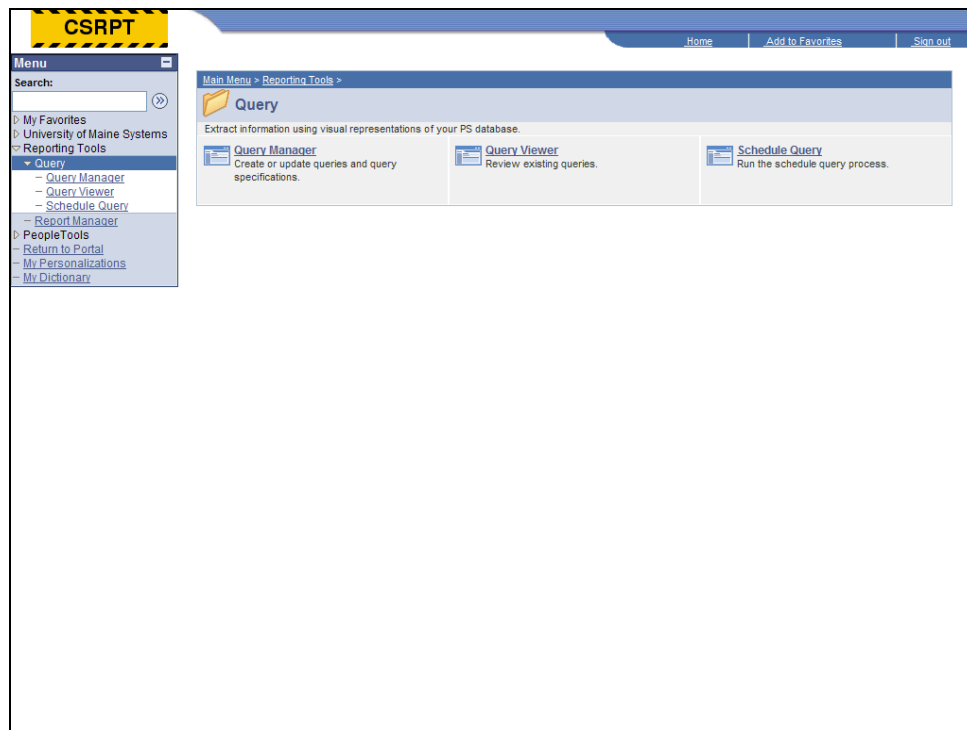 CSRPT
Home
Add to Favorites
Sign out
Menu
Search:
My Favorites
University of Maine Systems
Reporting Tools
Query
Query Manager
Query Viewer
Schedule Query
Report Manager
PeopleTools
Return to Portal
My Personalizations
My Dictionary
Main Menu > Reporting Tools >
Query
Extract information using visual representations of your PS database.
Query Manager
Create or update queries and query
specifications.
Query Viewer
Review existing queries.
Schedule Query
Run the schedule query process.